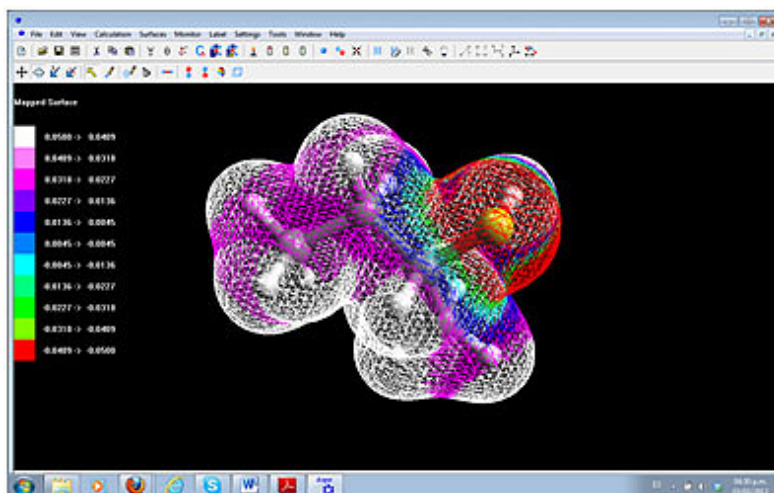 File Edit View Calculation Surfaces Monitor Label Settings Tools Window Help
Mapped Surface
0.0500 -> 0.0409
0.0409 -> 0.0318
0.0318 -> 0.0227
0.0227 -> 0.0136
0.0136 -> 0.0045
0.0045 -> -0.0045
-0.0045 -> -0.0136
-0.0136 -> -0.0227
-0.0227 -> -0.0318
-0.0318 -> -0.0409
-0.0409 -> -0.0500